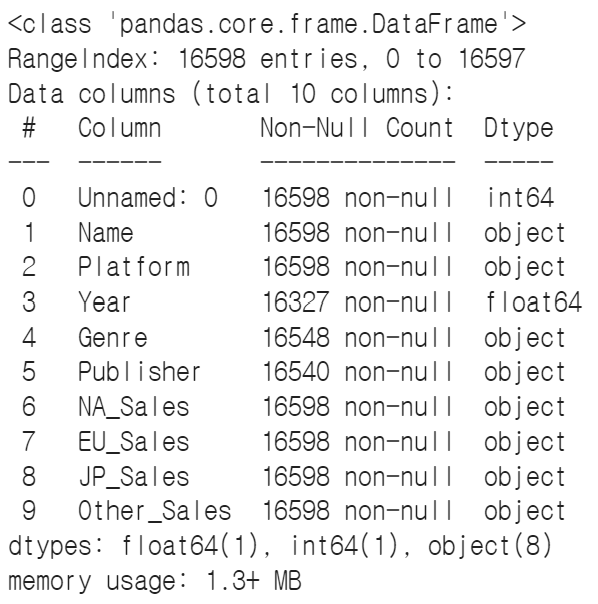 <class 'pandas.core.frame.DataFrame'>
RangeIndex: 16598 entries, 0 to 16597
Data columns (total 10 columns):
 #   Column       Non-Null Count  Dtype
---  ------       --------------  -----
 0   Unnamed: 0   16598 non-null  int64
 1   Name         16598 non-null  object
 2   Platform     16598 non-null  object
 3   Year         16327 non-null  float64
 4   Genre        16548 non-null  object
 5   Publisher    16540 non-null  object
 6   NA_Sales     16598 non-null  object
 7   EU_Sales     16598 non-null  object
 8   JP_Sales     16598 non-null  object
 9   Other_Sales  16598 non-null  object
dtypes: float64(1), int64(1), object(8)
memory usage: 1.3+ MB